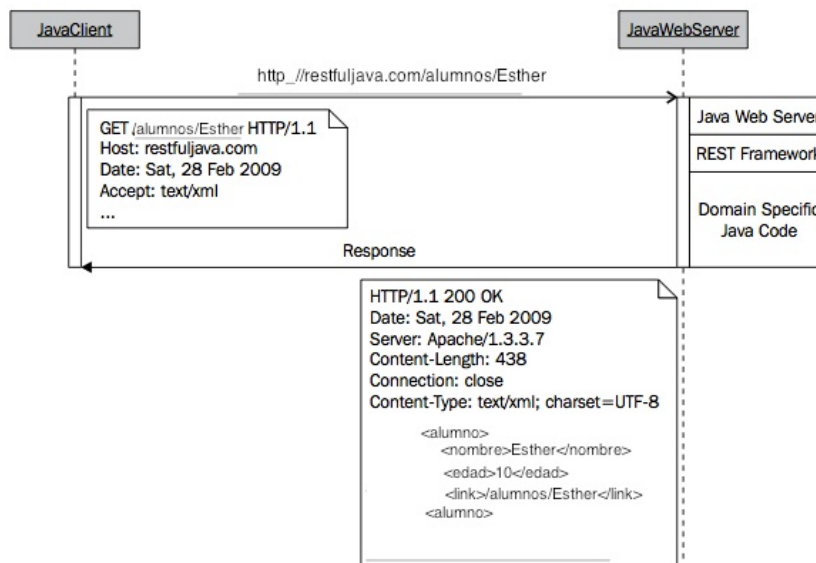 JavaClient
JavaWebServer
http_//restfuljava.com/alumnos/Esther
GET /alumnos/Esther HTTP/1.1
Host: restfuljava.com
Date: Sat, 28 Feb 2009
Accept: text/xml
...
Java Web Server
REST Framework
Domain Specific
Java Code
Response
HTTP/1.1 200 OK
Date: Sat, 28 Feb 2009
Server: Apache/1.3.3.7
Content-Length: 438
Connection: close
Content-Type: text/xml; charset=UTF-8
<alumno>
<nombre>Esther</nombre>
<edad>10</edad>
<link>/alumnos/Esther</link>
<alumno>